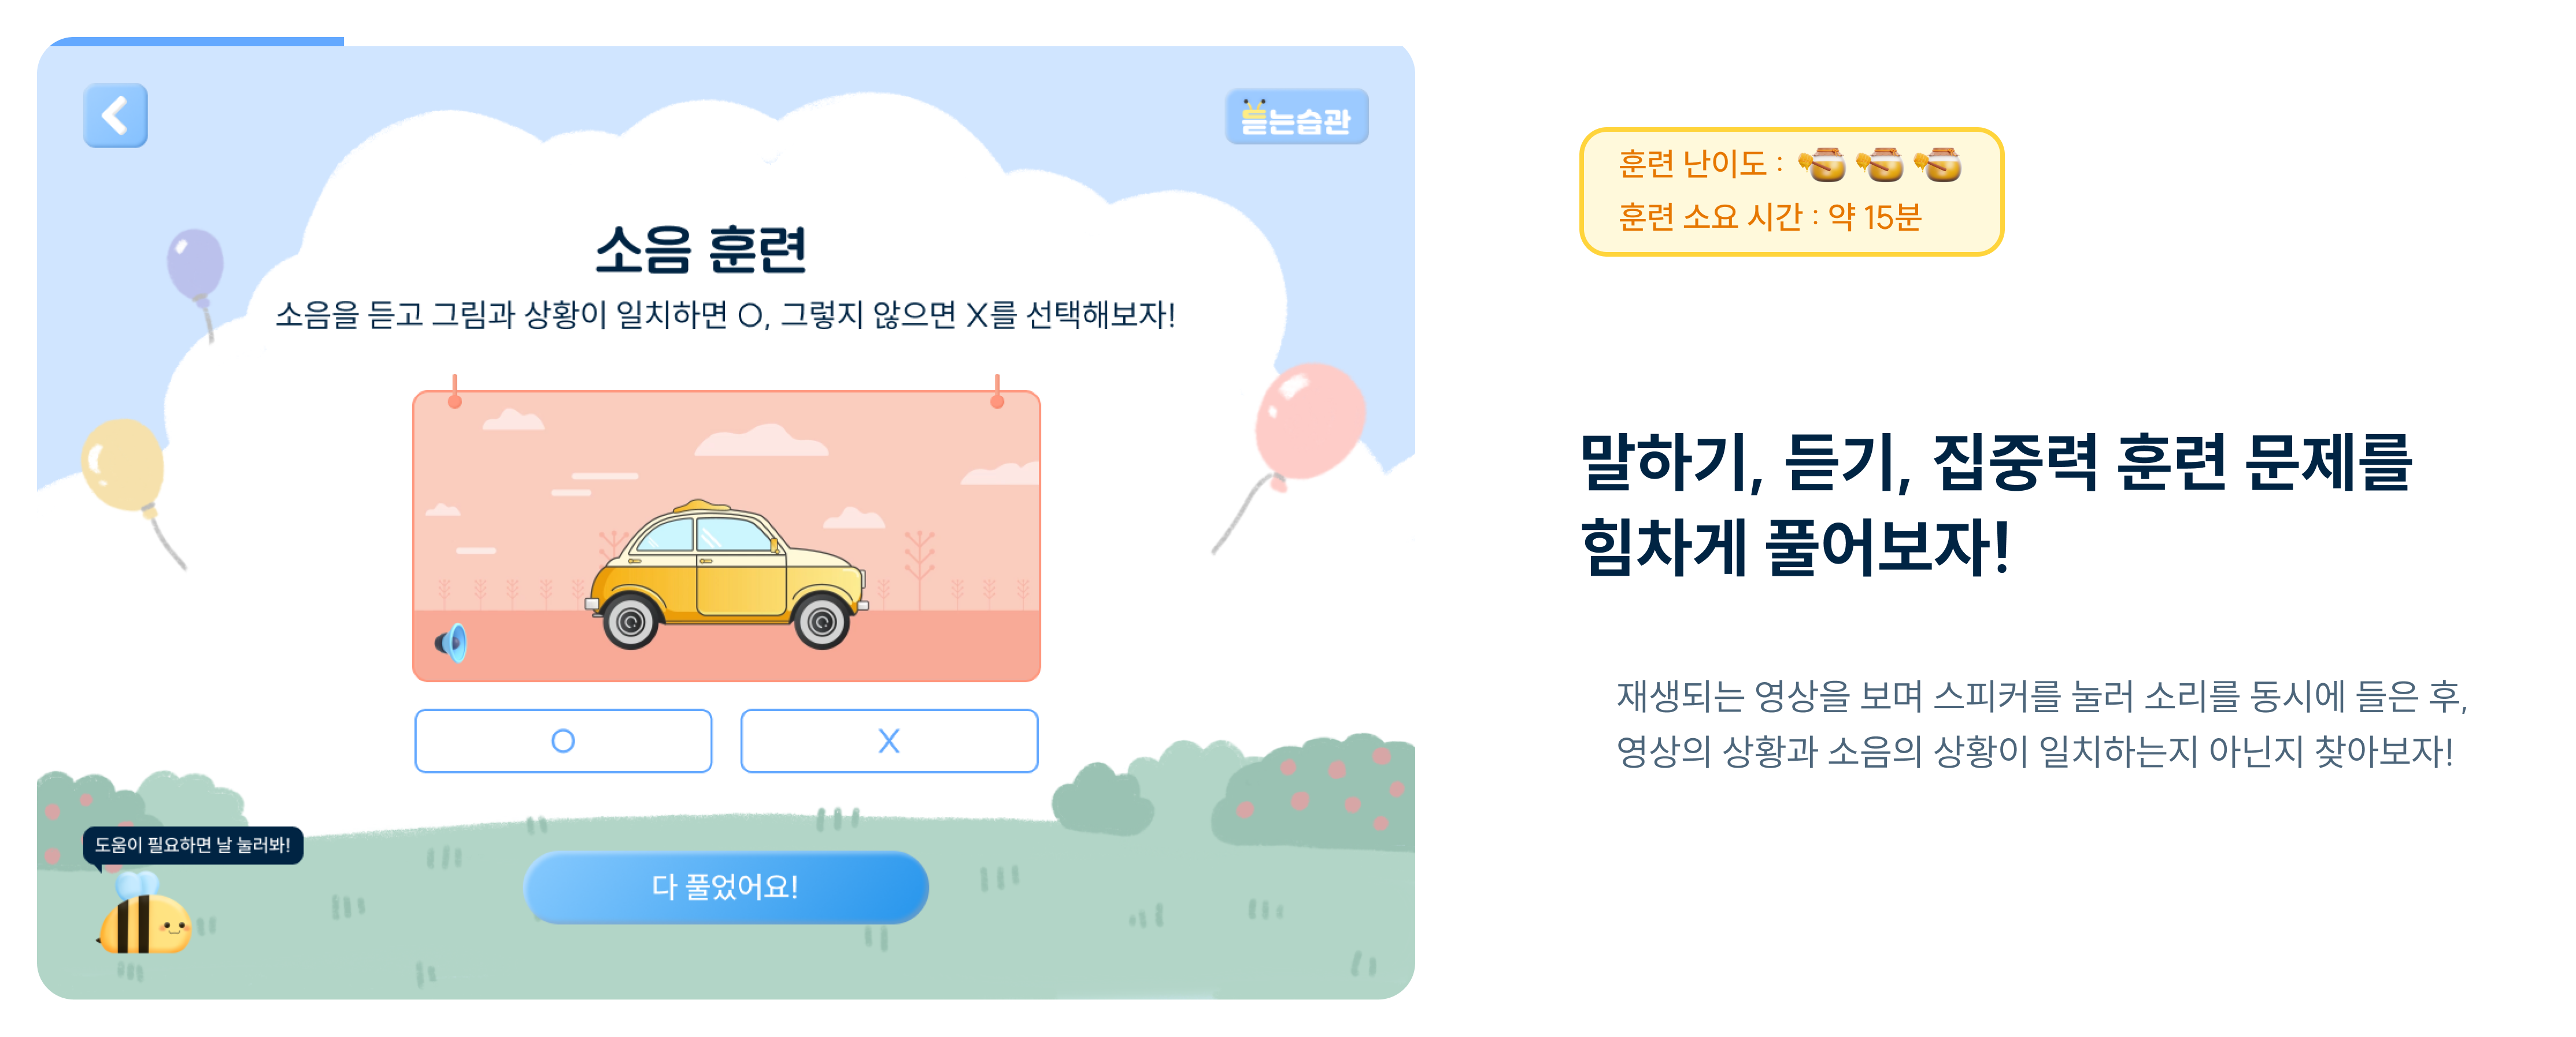 듣는습관
소음 훈련
소음을 듣고 그림과 상황이 일치하면 O, 그렇지 않으면 X를 선택해보자!
O
X
도움이 필요하면 날 눌러봐!
다 풀었어요!
훈련 난이도 :
훈련 소요 시간 : 약 15분
말하기, 듣기, 집중력 훈련 문제를
힘차게 풀어보자!
재생되는 영상을 보며 스피커를 눌러 소리를 동시에 들은 후,
영상의 상황과 소음의 상황이 일치하는지 아닌지 찾아보자!